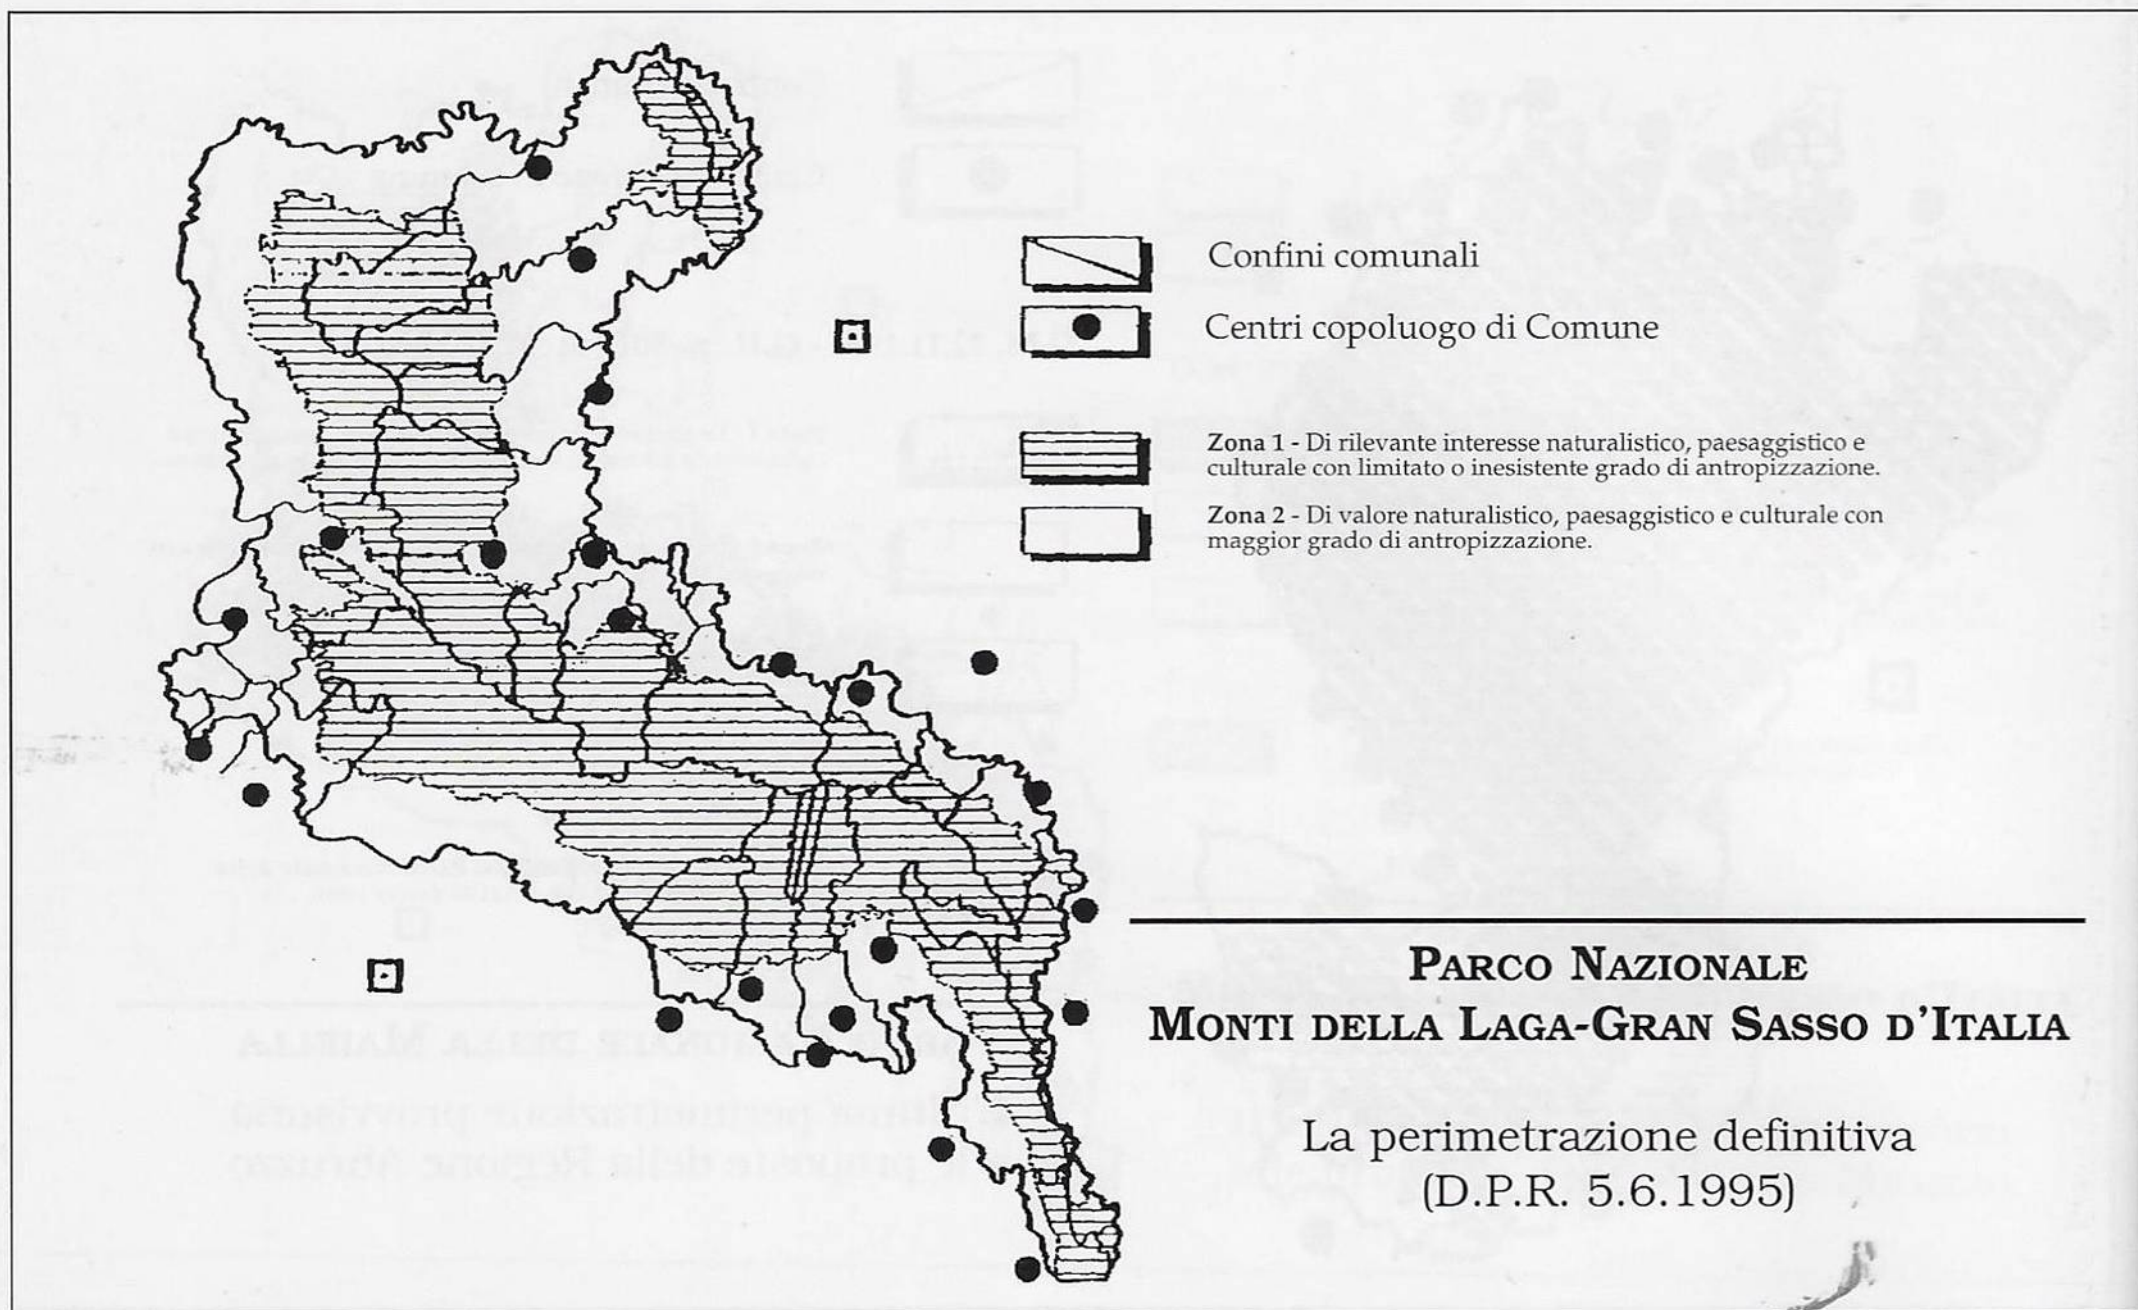 Confini comunali
Centri copoluogo di Comune
Zona 1 - Di rilevante interesse naturalistico, paesaggistico e
culturale con limitato o inesistente grado di antropizzazione.
Zona 2 - Di valore naturalistico, paesaggistico e culturale con
maggior grado di antropizzazione.
PARCO NAZIONALE
MONTI DELLA LAGA-GRAN SASSO D'ITALIA
La perimetrazione definitiva
(D.P.R. 5.6.1995)